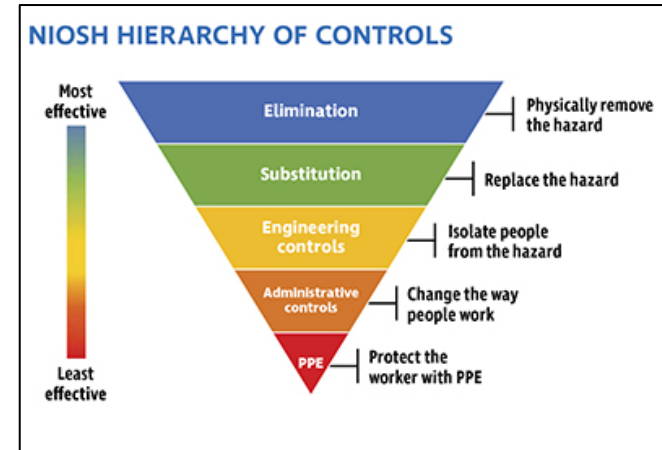 NIOSH HIERARCHY OF CONTROLS
Most
effective
Elimination
Physically remove
the hazard
Substitution
Replace the hazard
Engineering
controls
Isolate people
from the hazard
Administrative
controls
Change the way
people work
PPE
Protect the
worker with PPE
Least
effective